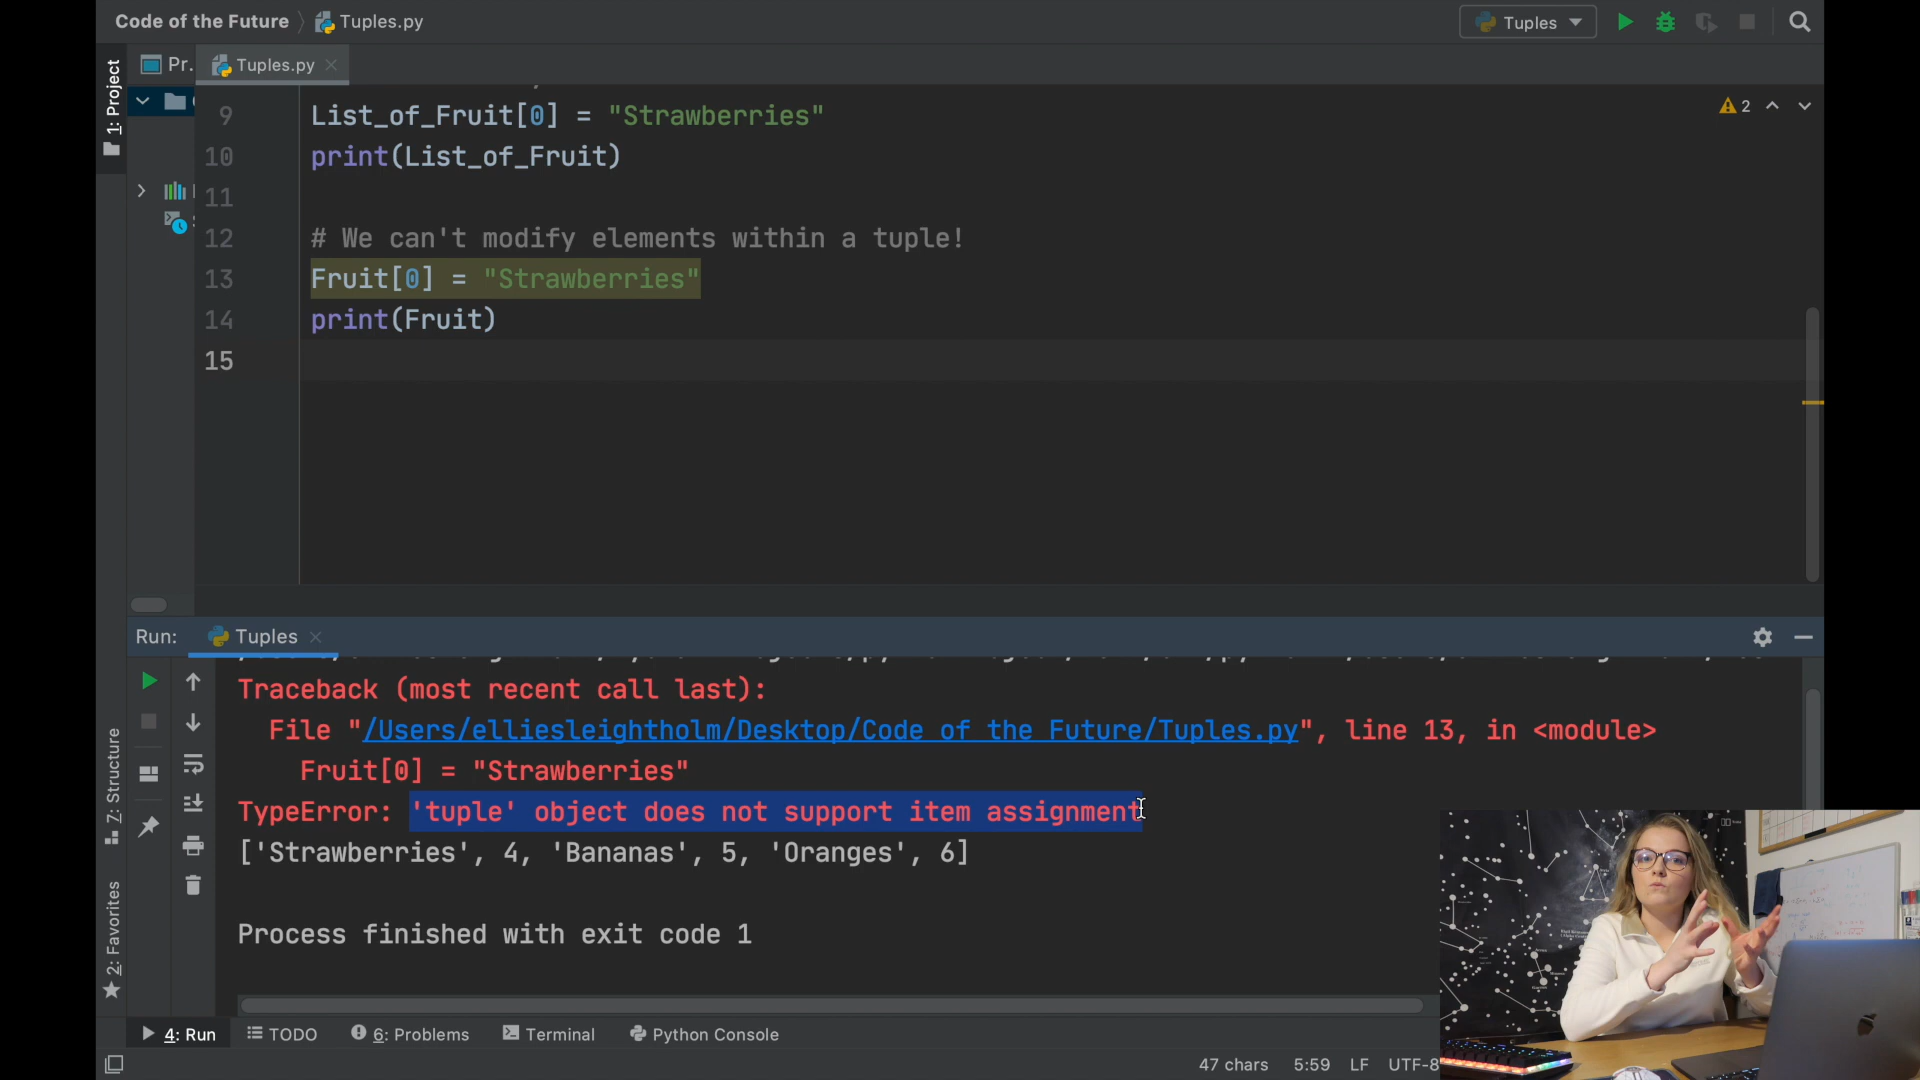 Code of the Future
Tuples.py
Tuples
1: Project
Pr.
Tuples.py
9 List_of_Fruit[0] = "Strawberries"
2
10 print(List_of_Fruit)
11
12 # We can't modify elements within a tuple!
13 Fruit[0] = "Strawberries"
14 print(Fruit)
15
Run:
Tuples
Traceback (most recent call last):
File "/Users/elliesleightholm/Desktop/Code of the Future/Tuples.py", line 13, in <module>
Fruit[0] = "Strawberries"
TypeError: 'tuple' object does not support item assignment
['Strawberries', 4, 'Bananas', 5, 'Oranges', 6]
Process finished with exit code 1
7: Structure
2: Favorites
4: Run
TODO
6: Problems
Terminal
Python Console
47 chars
5:59
LF
UTF-8